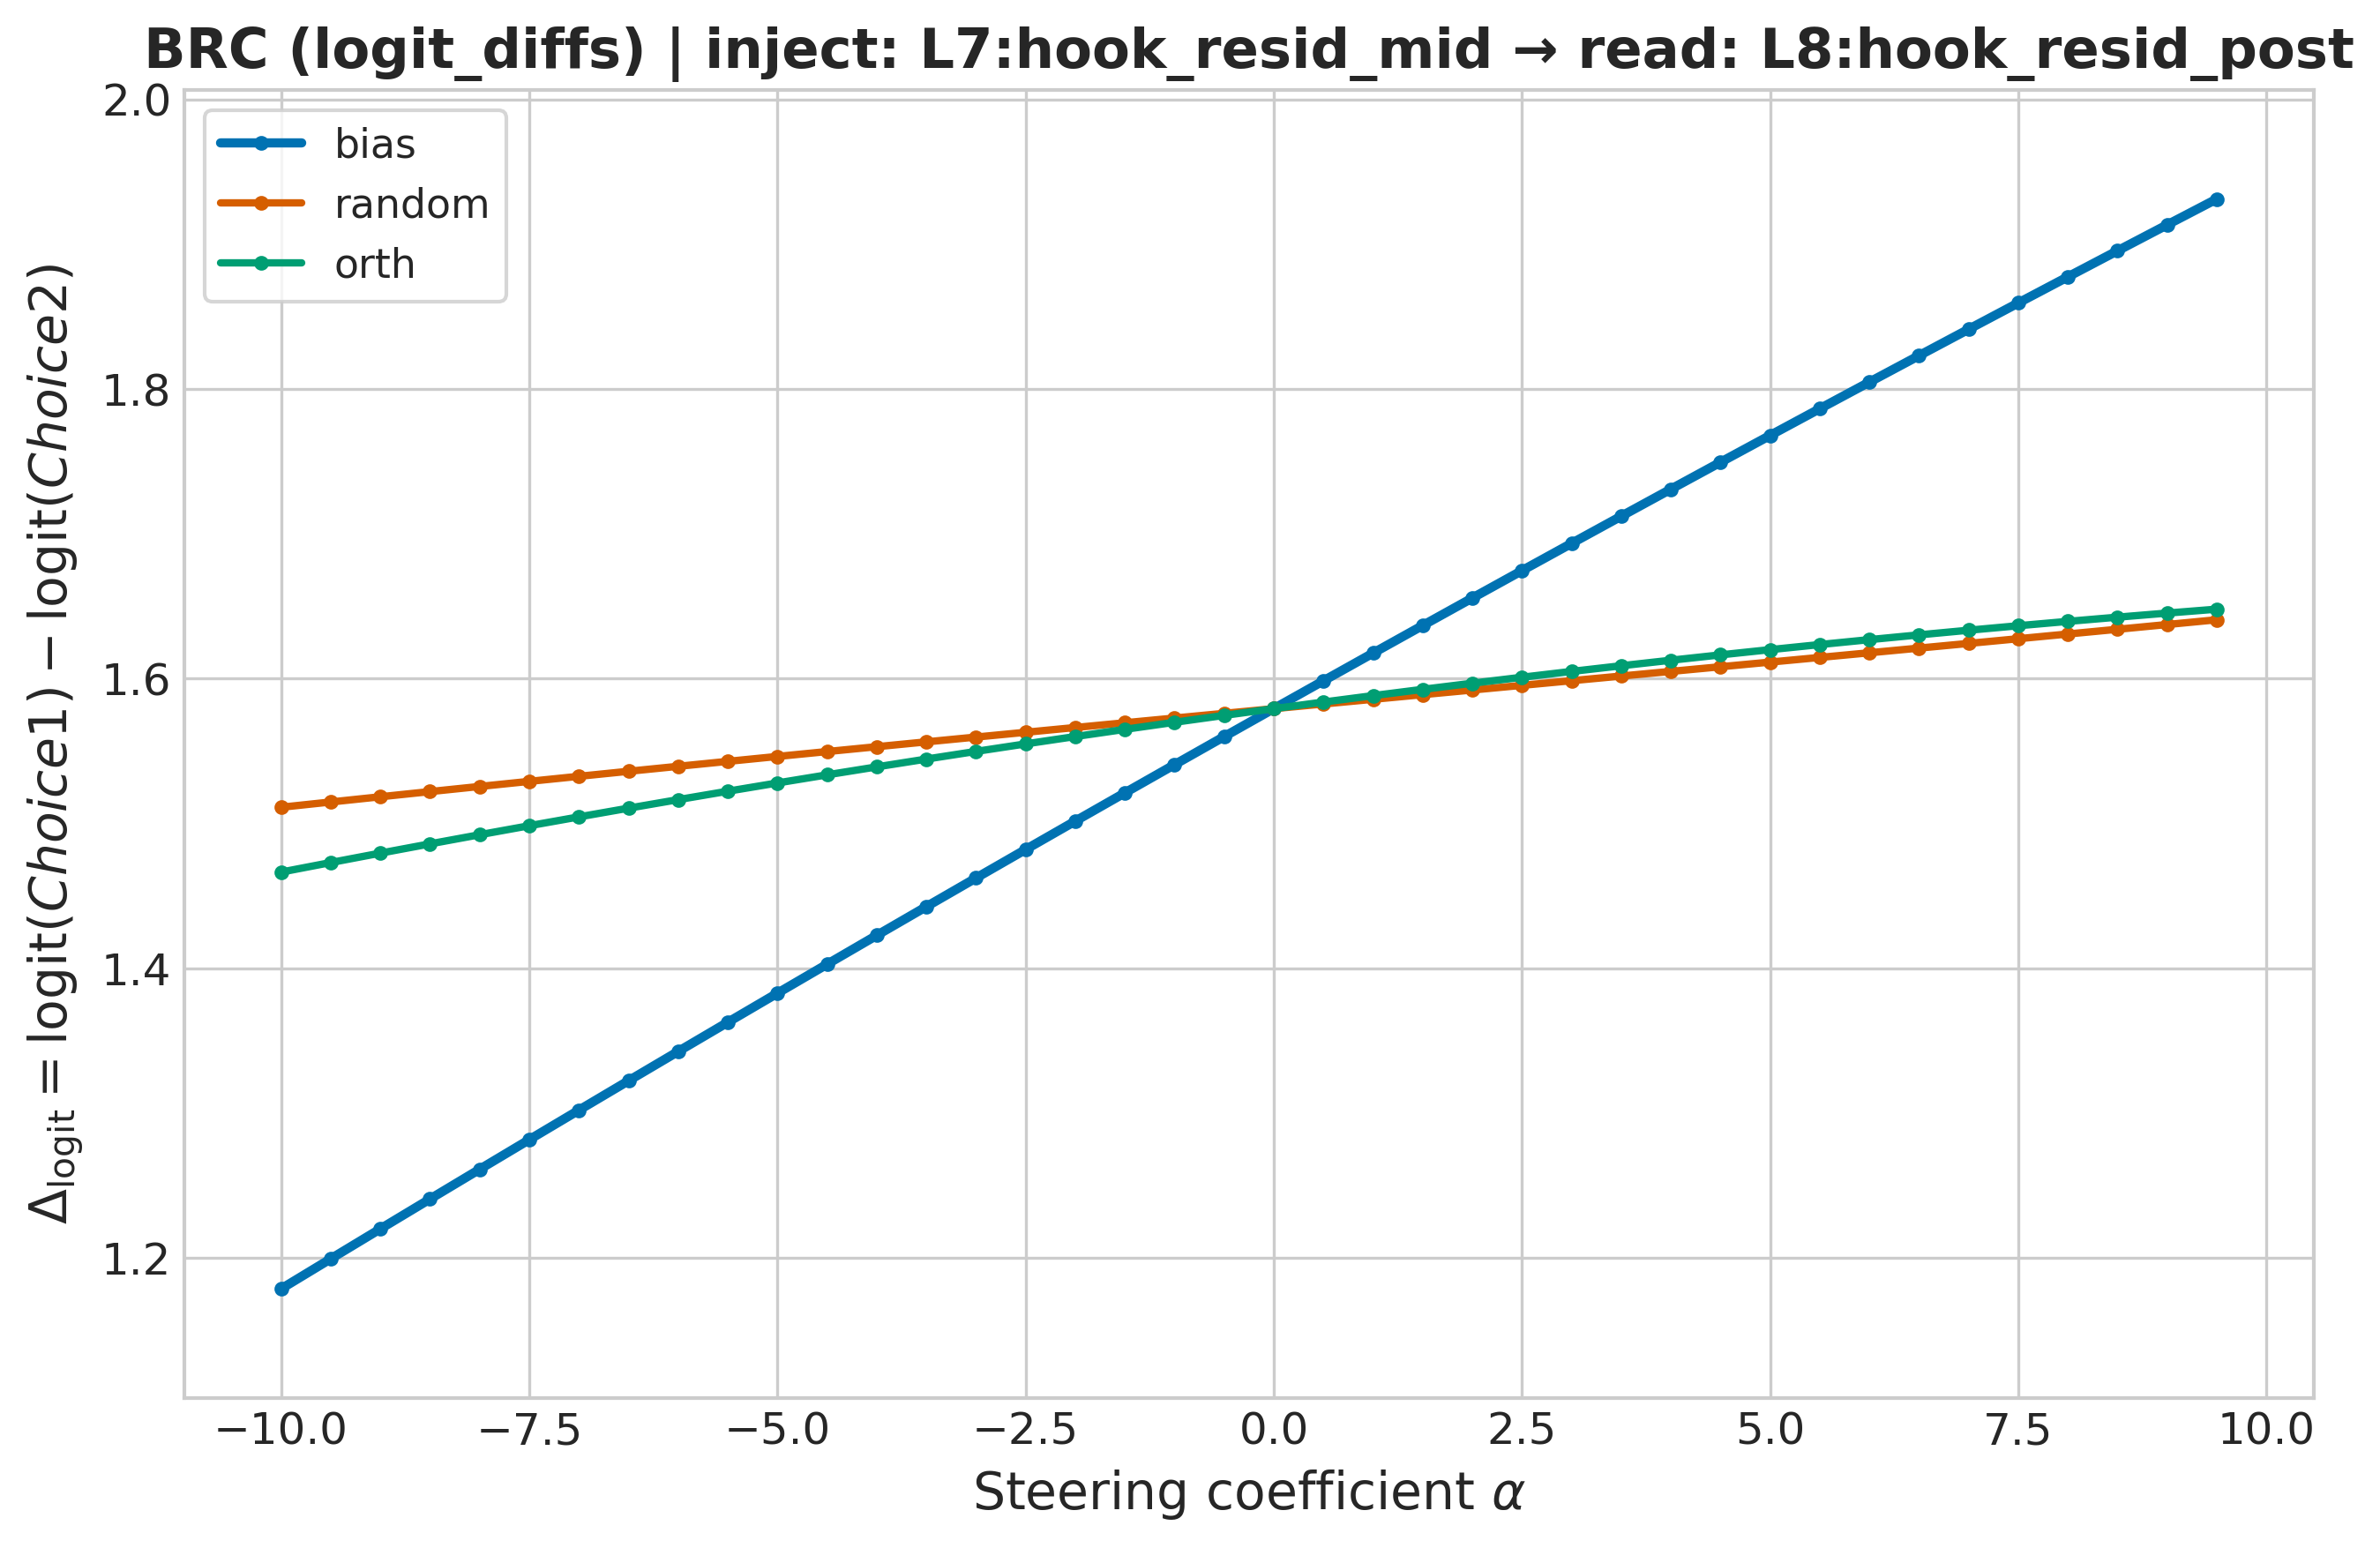 BRC (logit_diffs) | inject: L7:hook_resid_mid → read: L8:hook_resid_post
2.0
1.8
1.6
1.4
1.2
bias
random
orth
Δlogit = logit(Choice1) − logit(Choice2)
−10.0 −7.5 −5.0 −2.5 0.0 2.5 5.0 7.5 10.0
Steering coefficient α